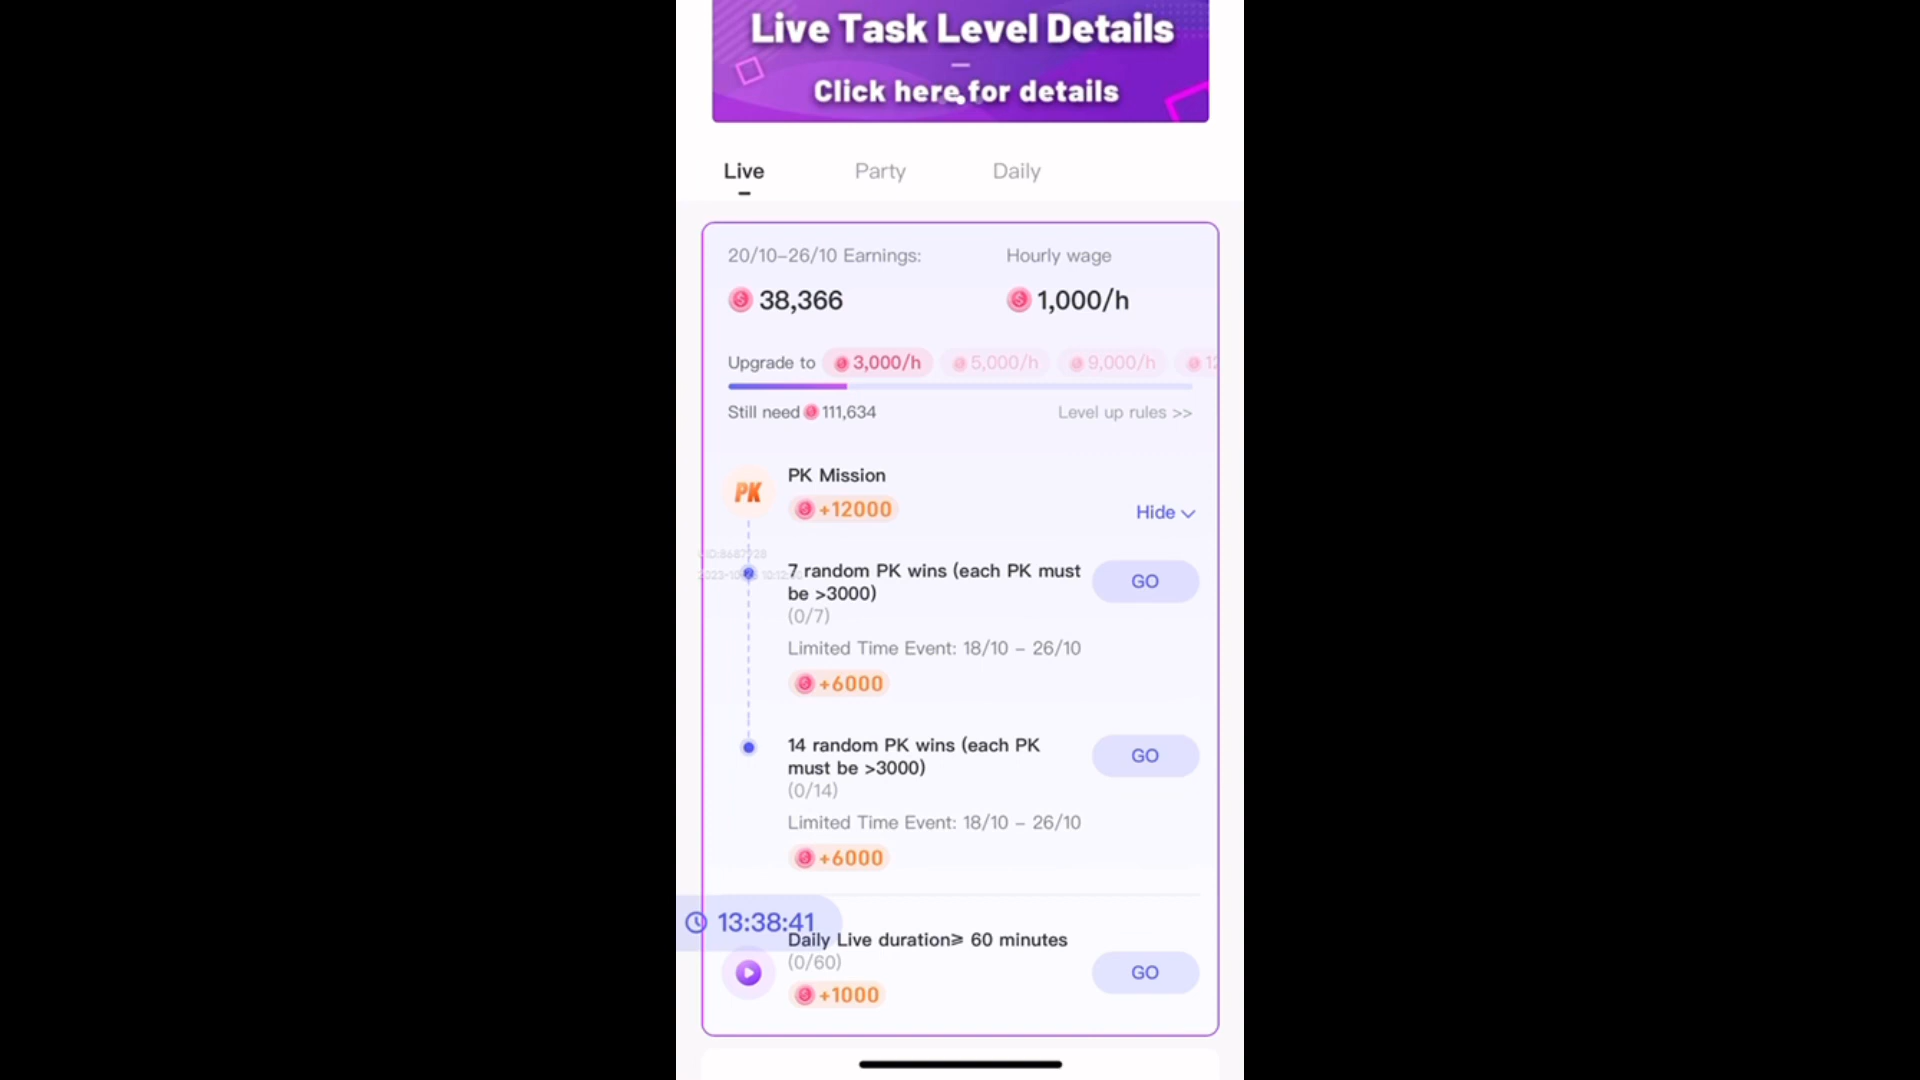 Live Task Level Details
Click here for details
Live Party Daily
20/10-26/10 Earnings: Hourly wage
38,366 1,000/h
Upgrade to 3,000/h 5,000/h 9,000/h
Still need 111,634 Level up rules >>
PK PK Mission
+12000
Hide
UID:8687928
7 random PK wins (each PK must
be >3000)
(0/7)
GO
Limited Time Event: 18/10 - 26/10
+6000
14 random PK wins (each PK
must be >3000)
(0/14)
GO
Limited Time Event: 18/10 - 26/10
+6000
13:38:41
Daily Live duration≥ 60 minutes
(0/60)
GO
+1000